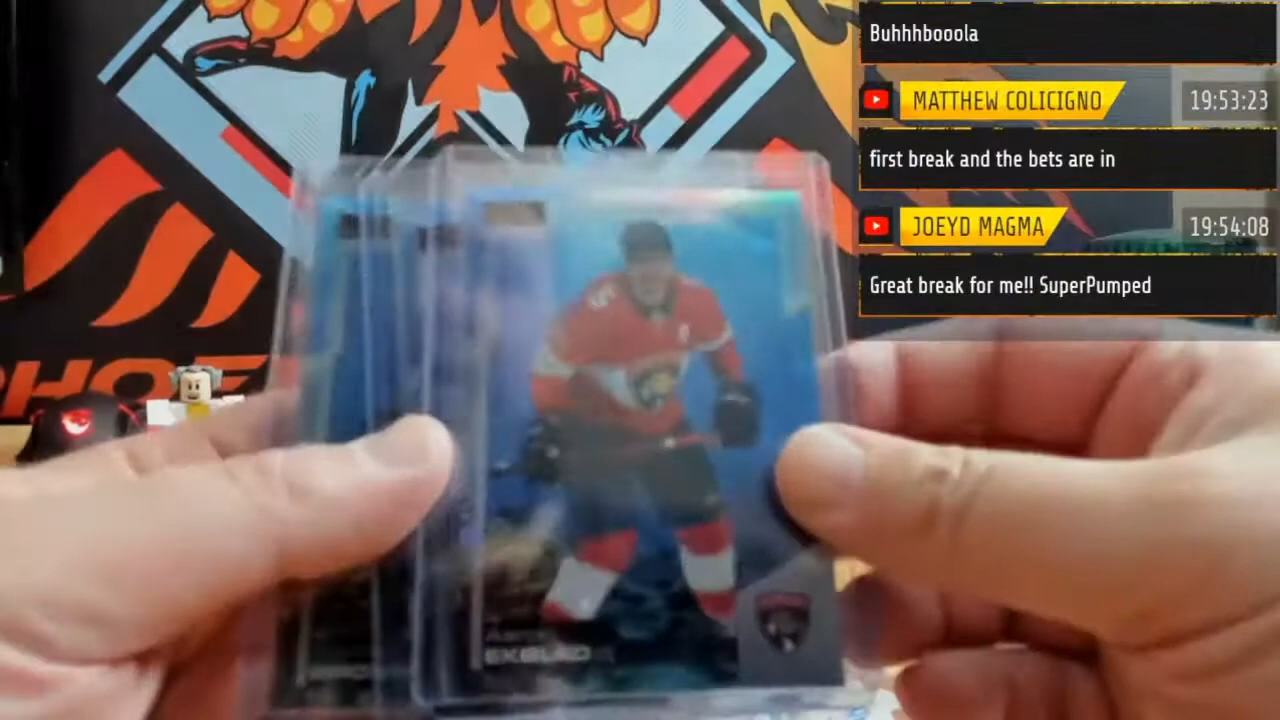 Buhhhbooola
MATTHEW COLICIGNO 19:53:23
first break and the bets are in
JOEYD MAGMA 19:54:08
Great break for me!! SuperPumped
EKBLAD